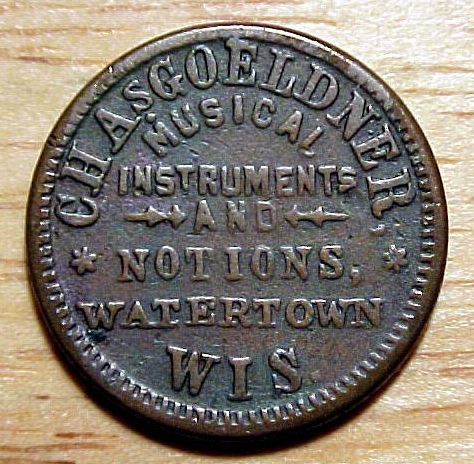 CHAS GOELDNER,
MUSICAL
INSTRUMENTS
AND
* NOTIONS, *
WATERTOWN
WIS.